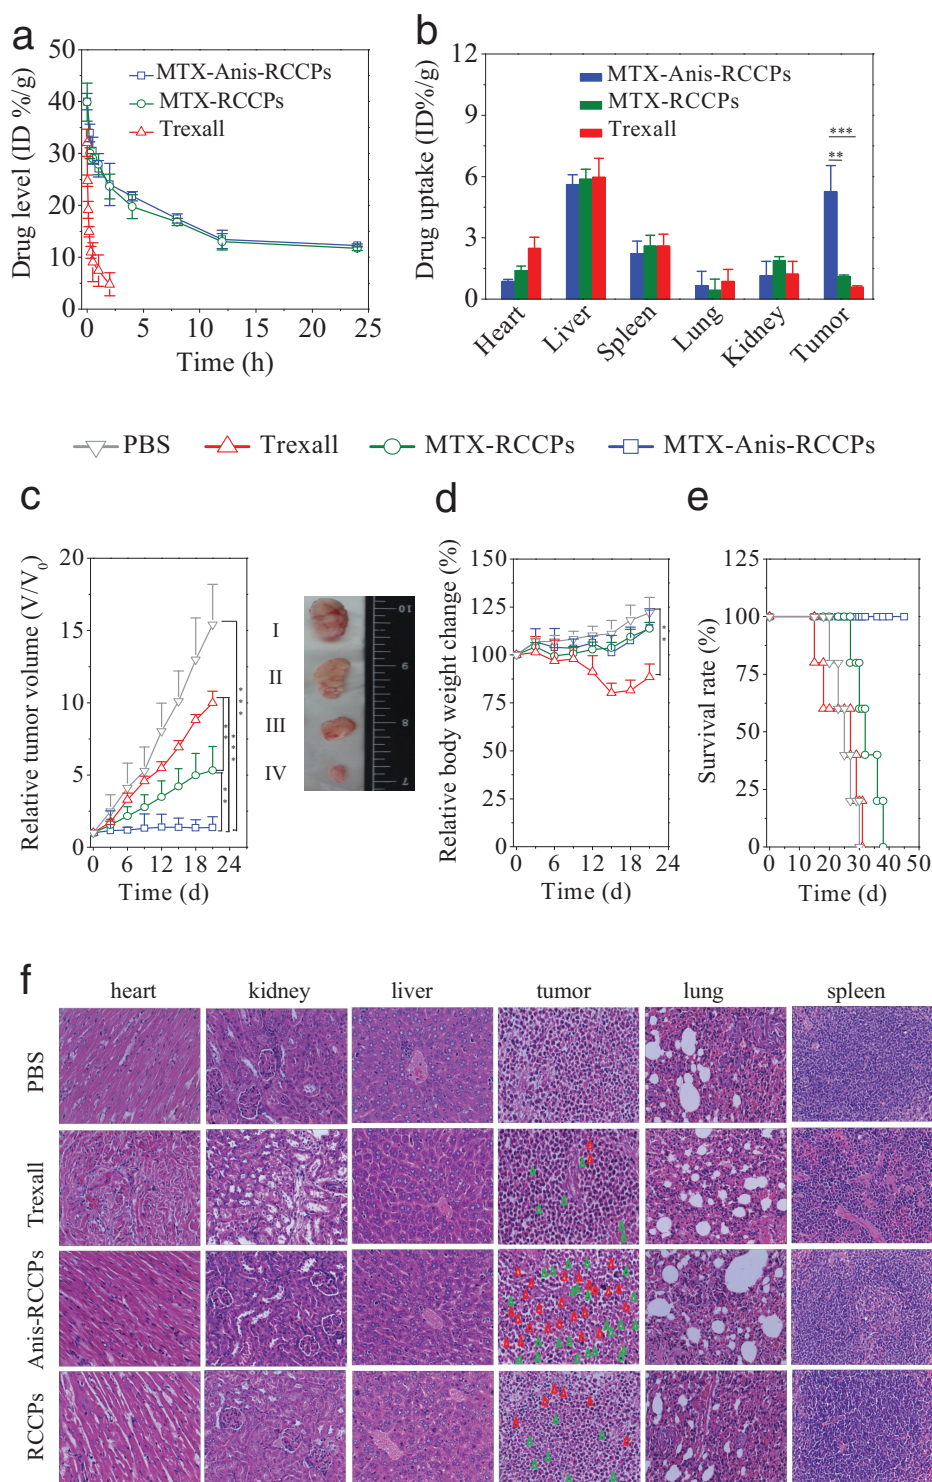 a
50
40
30
20
10
0
Drug level (ID %/g)
MTX-Anis-RCCPs
MTX-RCCPs
Trexall
0 5 10 15 20 25
Time (h)
b
12
9
6
3
0
Drug uptake (ID%/g)
MTX-Anis-RCCPs
MTX-RCCPs
Trexall
***
**
Heart Liver Spleen Lung Kidney Tumor
PBS Trexall MTX-RCCPs MTX-Anis-RCCPs
c
20
15
10
5
0
Relative tumor volume (V/V0)
0 6 12 18 24
Time (d)
I
II
III
IV
10
9
8
7
d
150
125
100
75
50
25
0
Relative body weight change (%)
**
0 6 12 18 24
Time (d)
e
125
100
75
50
25
0
Survival rate (%)
0 15 30 45
Time (d)
f
heart kidney liver tumor lung spleen
PBS
Trexall
Anis-RCCPs
RCCPs